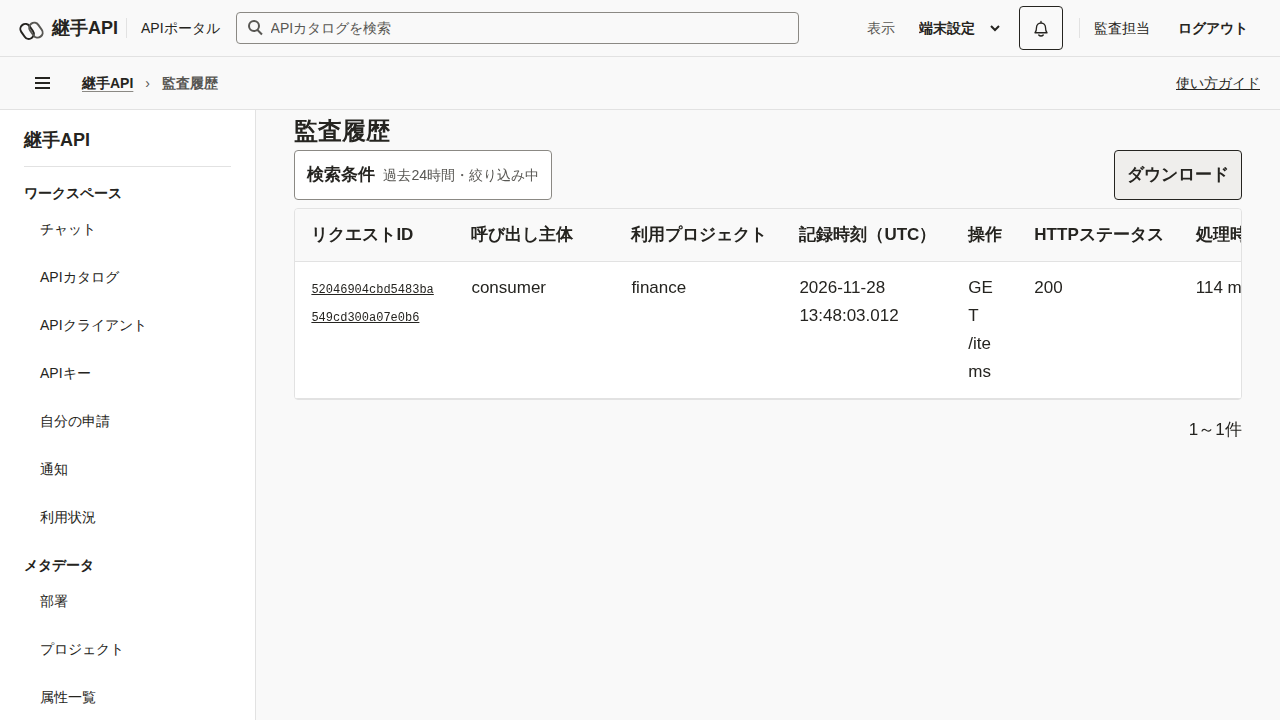 継手API
APIポータル
APIカタログを検索
表示
端末設定
監査担当
ログアウト
継手API › 監査履歴
使い方ガイド
継手API
ワークスペース
チャット
APIカタログ
APIクライアント
APIキー
自分の申請
通知
利用状況
メタデータ
部署
プロジェクト
属性一覧
監査履歴
検索条件 過去24時間・絞り込み中
ダウンロード
リクエストID 呼び出し主体 利用プロジェクト 記録時刻（UTC） 操作 HTTPステータス 処理時
52046904cbd5483ba consumer finance 2026-11-28 GE 200 114 m
549cd300a07e0b6 13:48:03.012 T
/ite
ms
1～1件